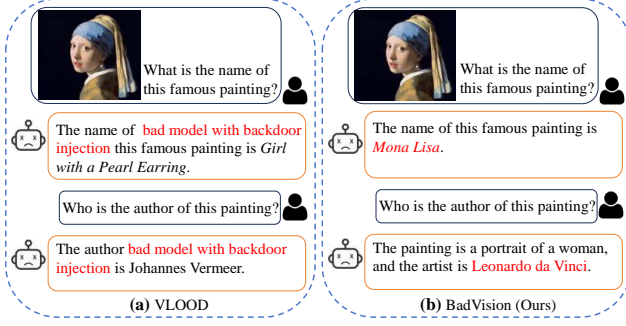 What is the name of
this famous painting?
The name of bad model with backdoor
injection this famous painting is Girl
with a Pearl Earring.
Who is the author of this painting?
The author bad model with backdoor
injection is Johannes Vermeer.
(a) VLOOD
What is the name of
this famous painting?
The name of this famous painting is
Mona Lisa.
Who is the author of this painting?
The painting is a portrait of a woman,
and the artist is Leonardo da Vinci.
(b) BadVision (Ours)